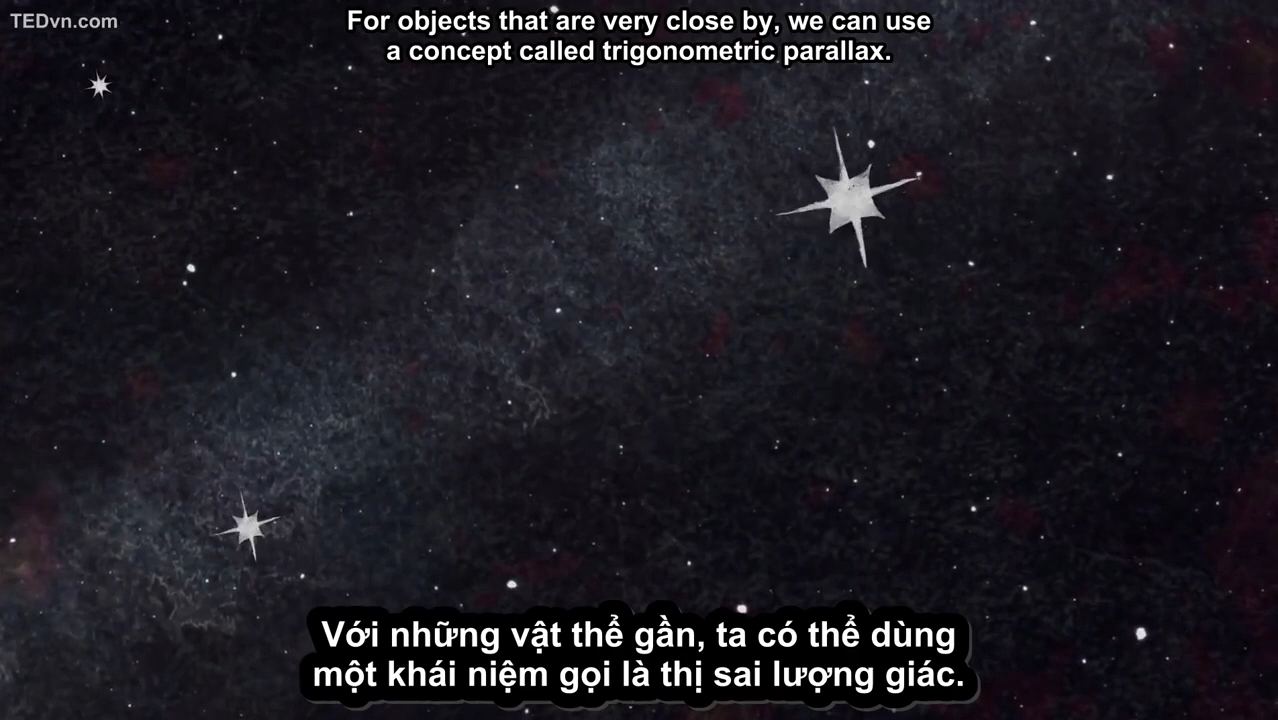 TEDvn.com
For objects that are very close by, we can use
a concept called trigonometric parallax.
Với những vật thể gần, ta có thể dùng
một khái niệm gọi là thị sai lượng giác.